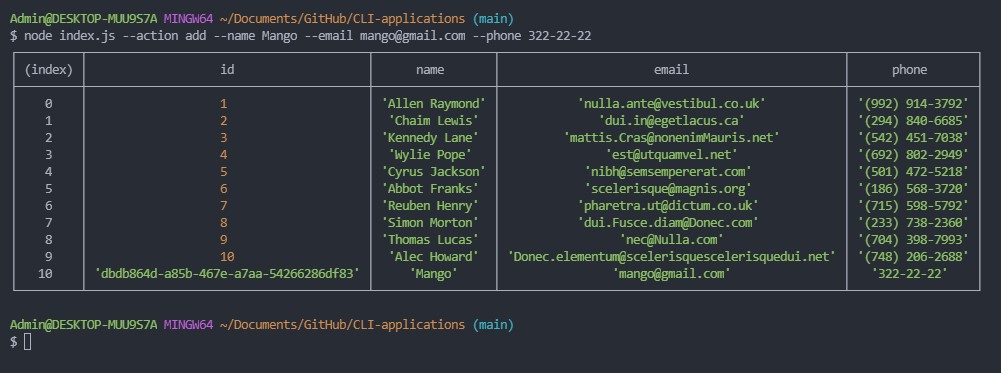 Admin@DESKTOP-MUU9S7A MINGW64 ~/Documents/GitHub/CLI-applications (main)
$ node index.js --action add --name Mango --email mango@gmail.com --phone 322-22-22
(index) id name email phone
0 1 'Allen Raymond' 'nulla.ante@vestibul.co.uk' '(992) 914-3792'
1 2 'Chaim Lewis' 'dui.in@egetlacus.ca' '(294) 840-6685'
2 3 'Kennedy Lane' 'mattis.Cras@nonenimMauris.net' '(542) 451-7038'
3 4 'Wylie Pope' 'est@utquamvel.net' '(692) 802-2949'
4 5 'Cyrus Jackson' 'nibh@semsempererat.com' '(501) 472-5218'
5 6 'Abbot Franks' 'scelerisque@magnis.org' '(186) 568-3720'
6 7 'Reuben Henry' 'pharetra.ut@dictum.co.uk' '(715) 598-5792'
7 8 'Simon Morton' 'dui.Fusce.diam@Donec.com' '(233) 738-2360'
8 9 'Thomas Lucas' 'nec@Nulla.com' '(704) 398-7993'
9 10 'Alec Howard' 'Donec.elementum@scelerisquescelerisquedui.net' '(748) 206-2688'
10 'dbdb864d-a85b-467e-a7aa-54266286df83' 'Mango' 'mango@gmail.com' '322-22-22'
Admin@DESKTOP-MUU9S7A MINGW64 ~/Documents/GitHub/CLI-applications (main)
$